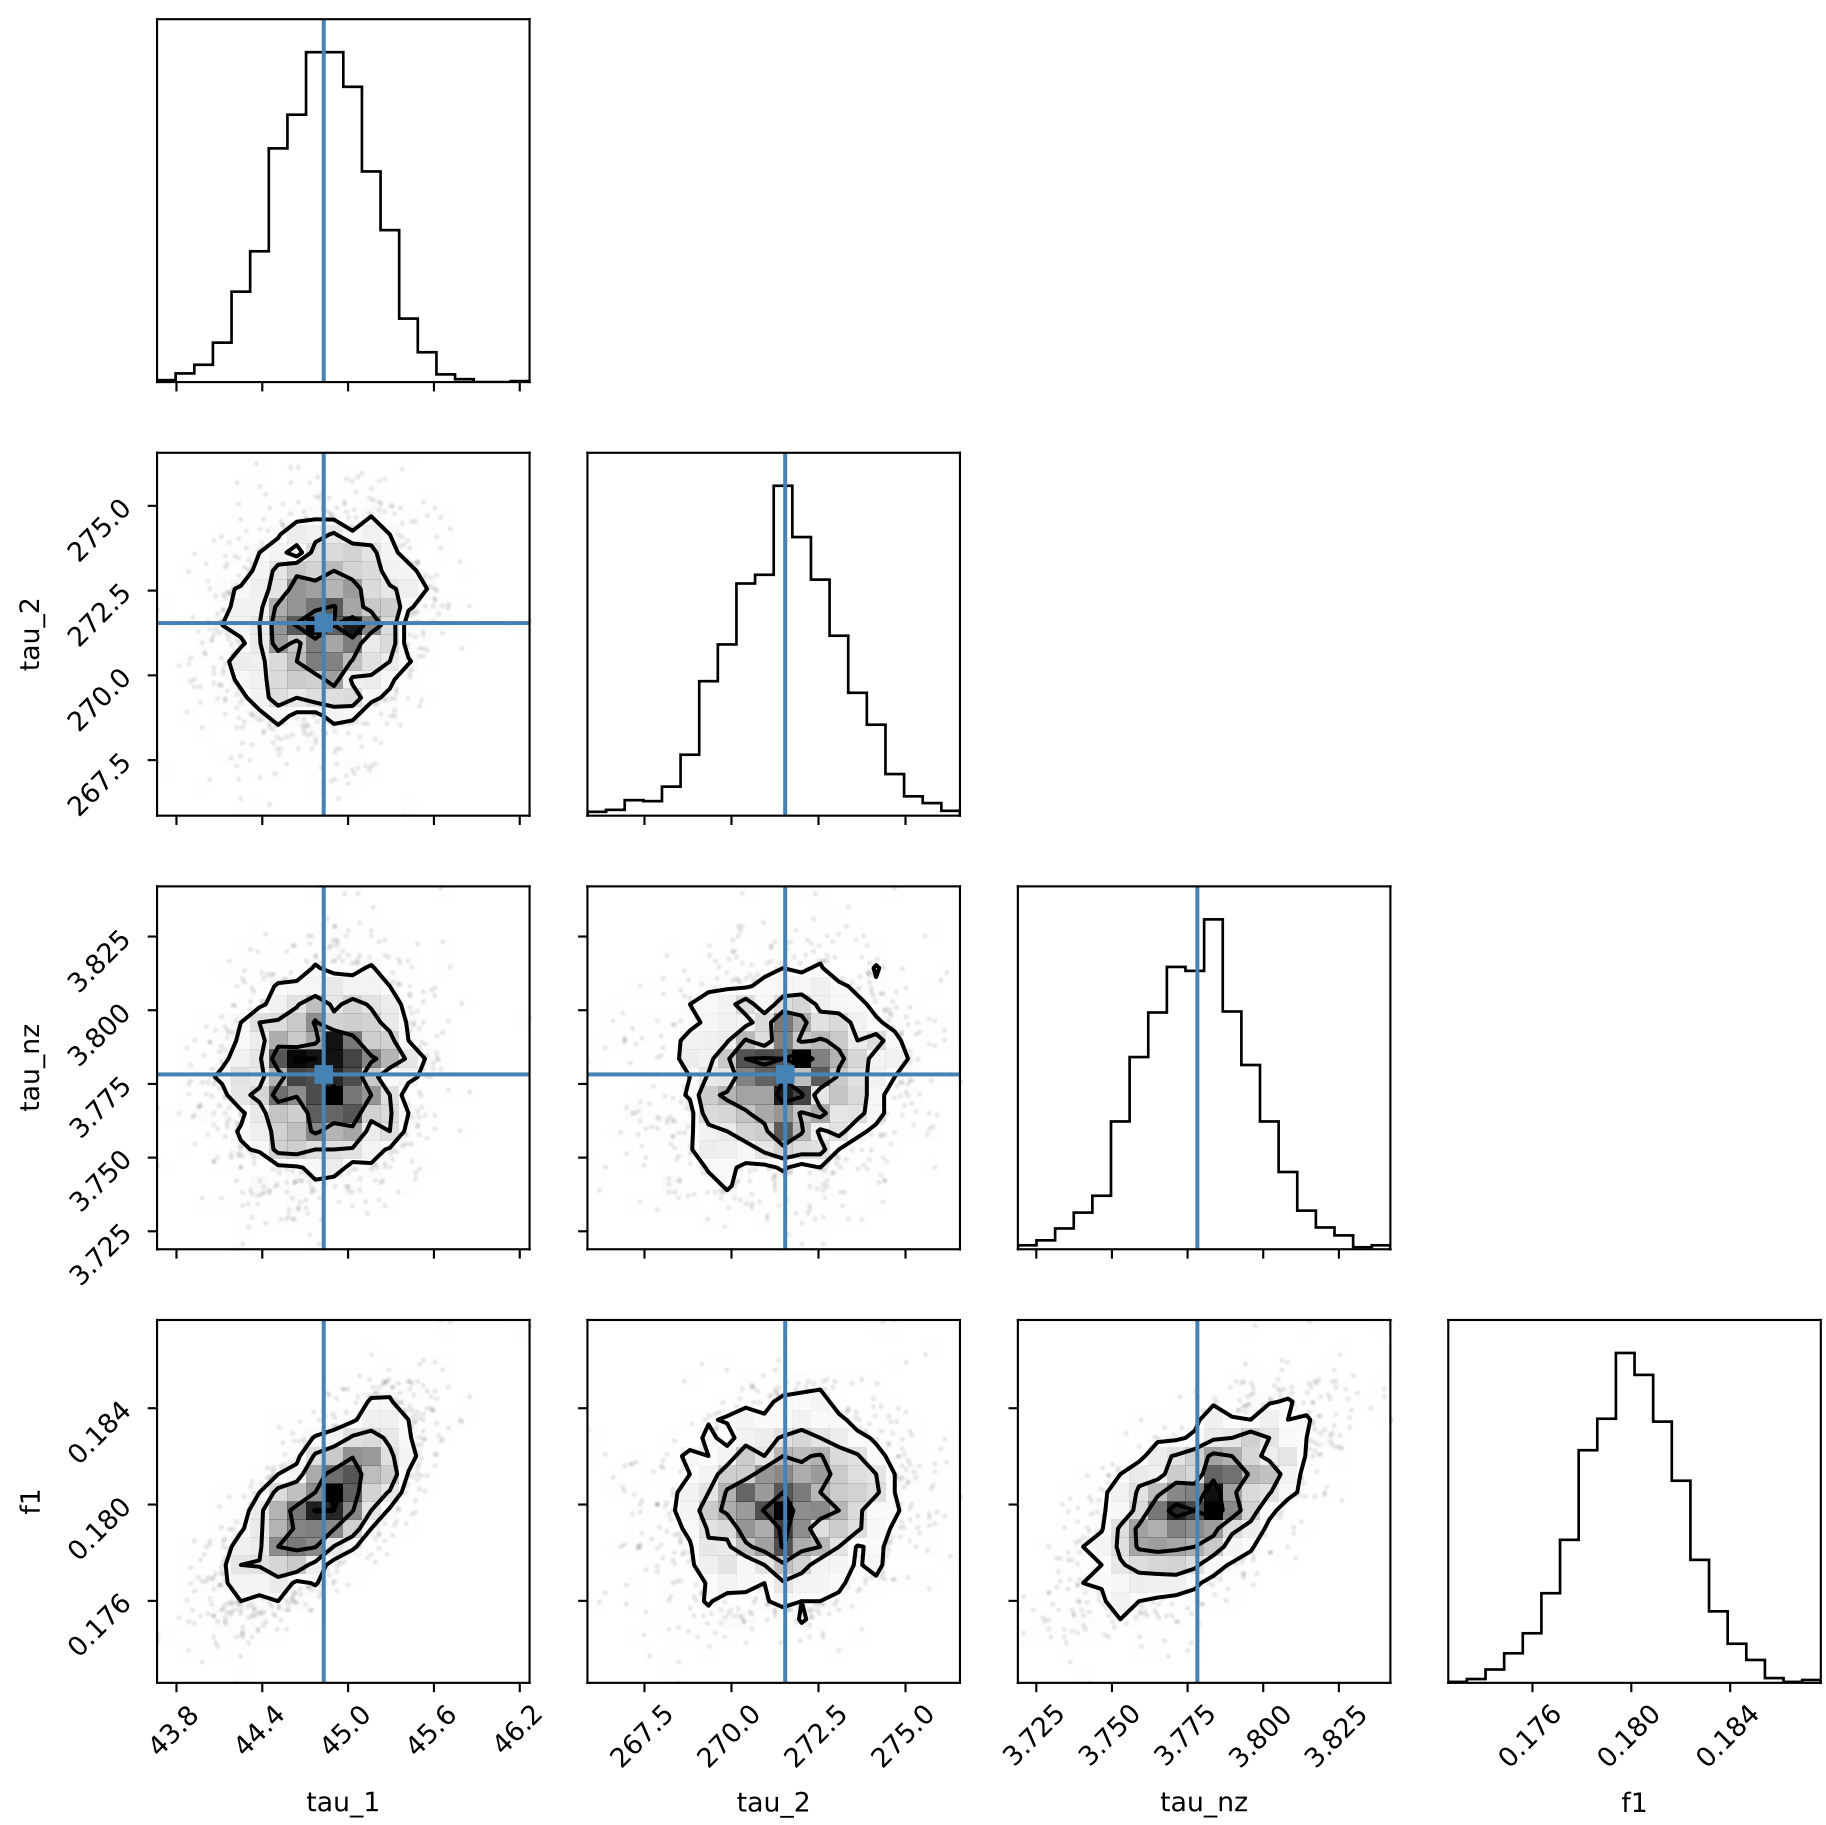 275.0
272.5
270.0
267.5
tau_2
3.825
3.800
3.775
3.750
3.725
tau_nz
0.184
0.180
0.176
f1
43.8 44.4 45.0 45.6 46.2
267.5 270.0 272.5 275.0
3.725 3.750 3.775 3.800 3.825
0.176 0.180 0.184
tau_1 tau_2 tau_nz f1